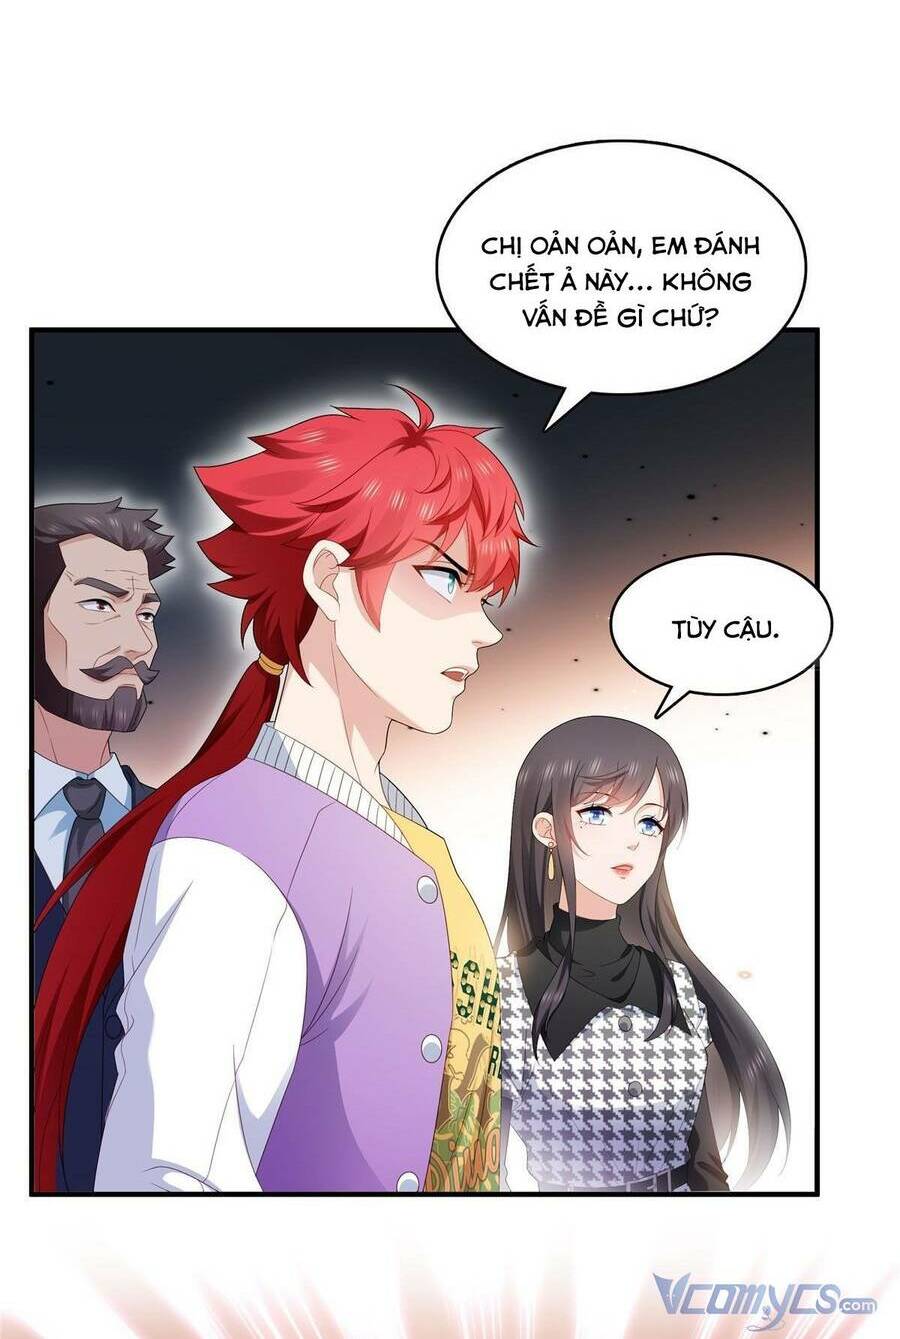 CHỊ OẢN OẢN, EM ĐÁNH
CHẾT Ả NÀY... KHÔNG
VẤN ĐỀ GÌ CHỨ?
TÙY CẬU.
Vcomycs.com